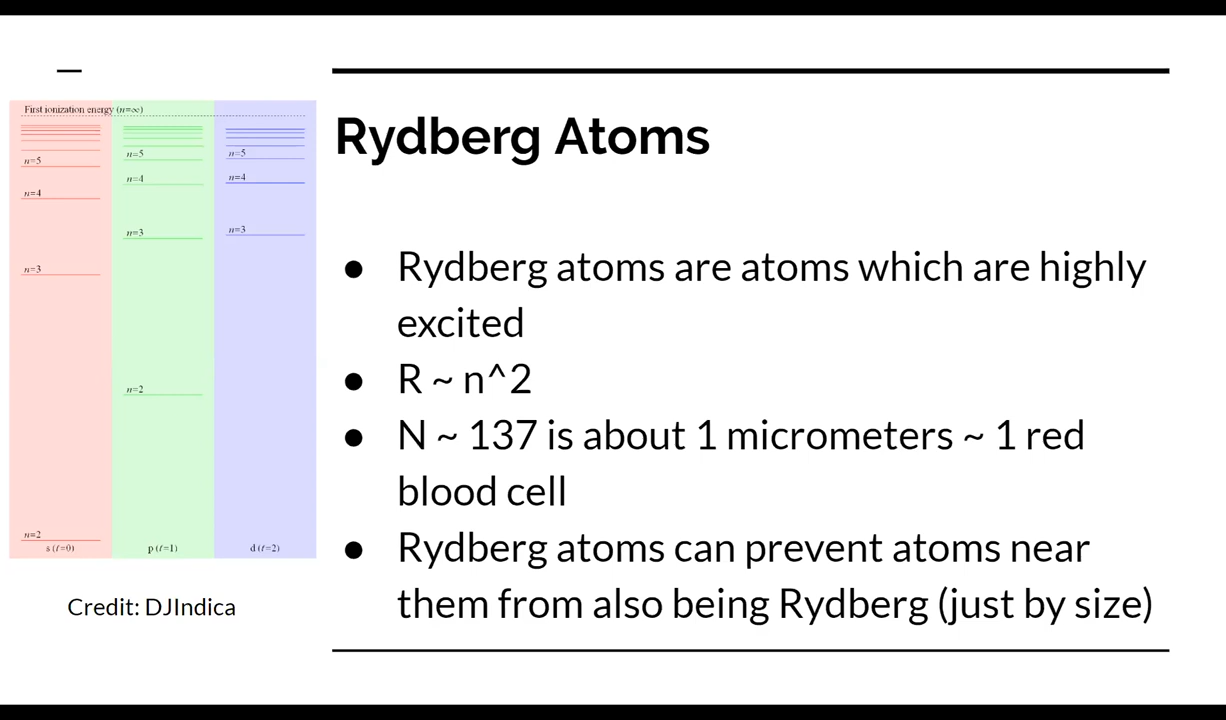 First ionization energy (n=∞)
n=5
n=4
n=3
n=2
s (ℓ=0)
n=5
n=4
n=3
n=2
p (ℓ=1)
n=5
n=4
n=3
d (ℓ=2)
Credit: DJIndica
Rydberg Atoms
● Rydberg atoms are atoms which are highly
excited
● R ~ n^2
● N ~ 137 is about 1 micrometers ~ 1 red
blood cell
● Rydberg atoms can prevent atoms near
them from also being Rydberg (just by size)